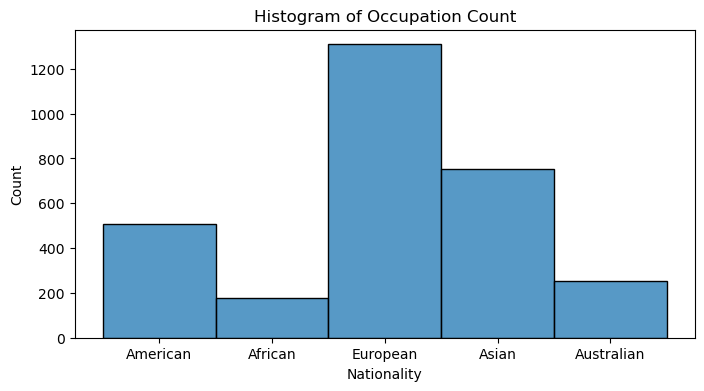 Histogram of Occupation Count
Count
1200
1000
800
600
400
200
0
American African European Asian Australian
Nationality